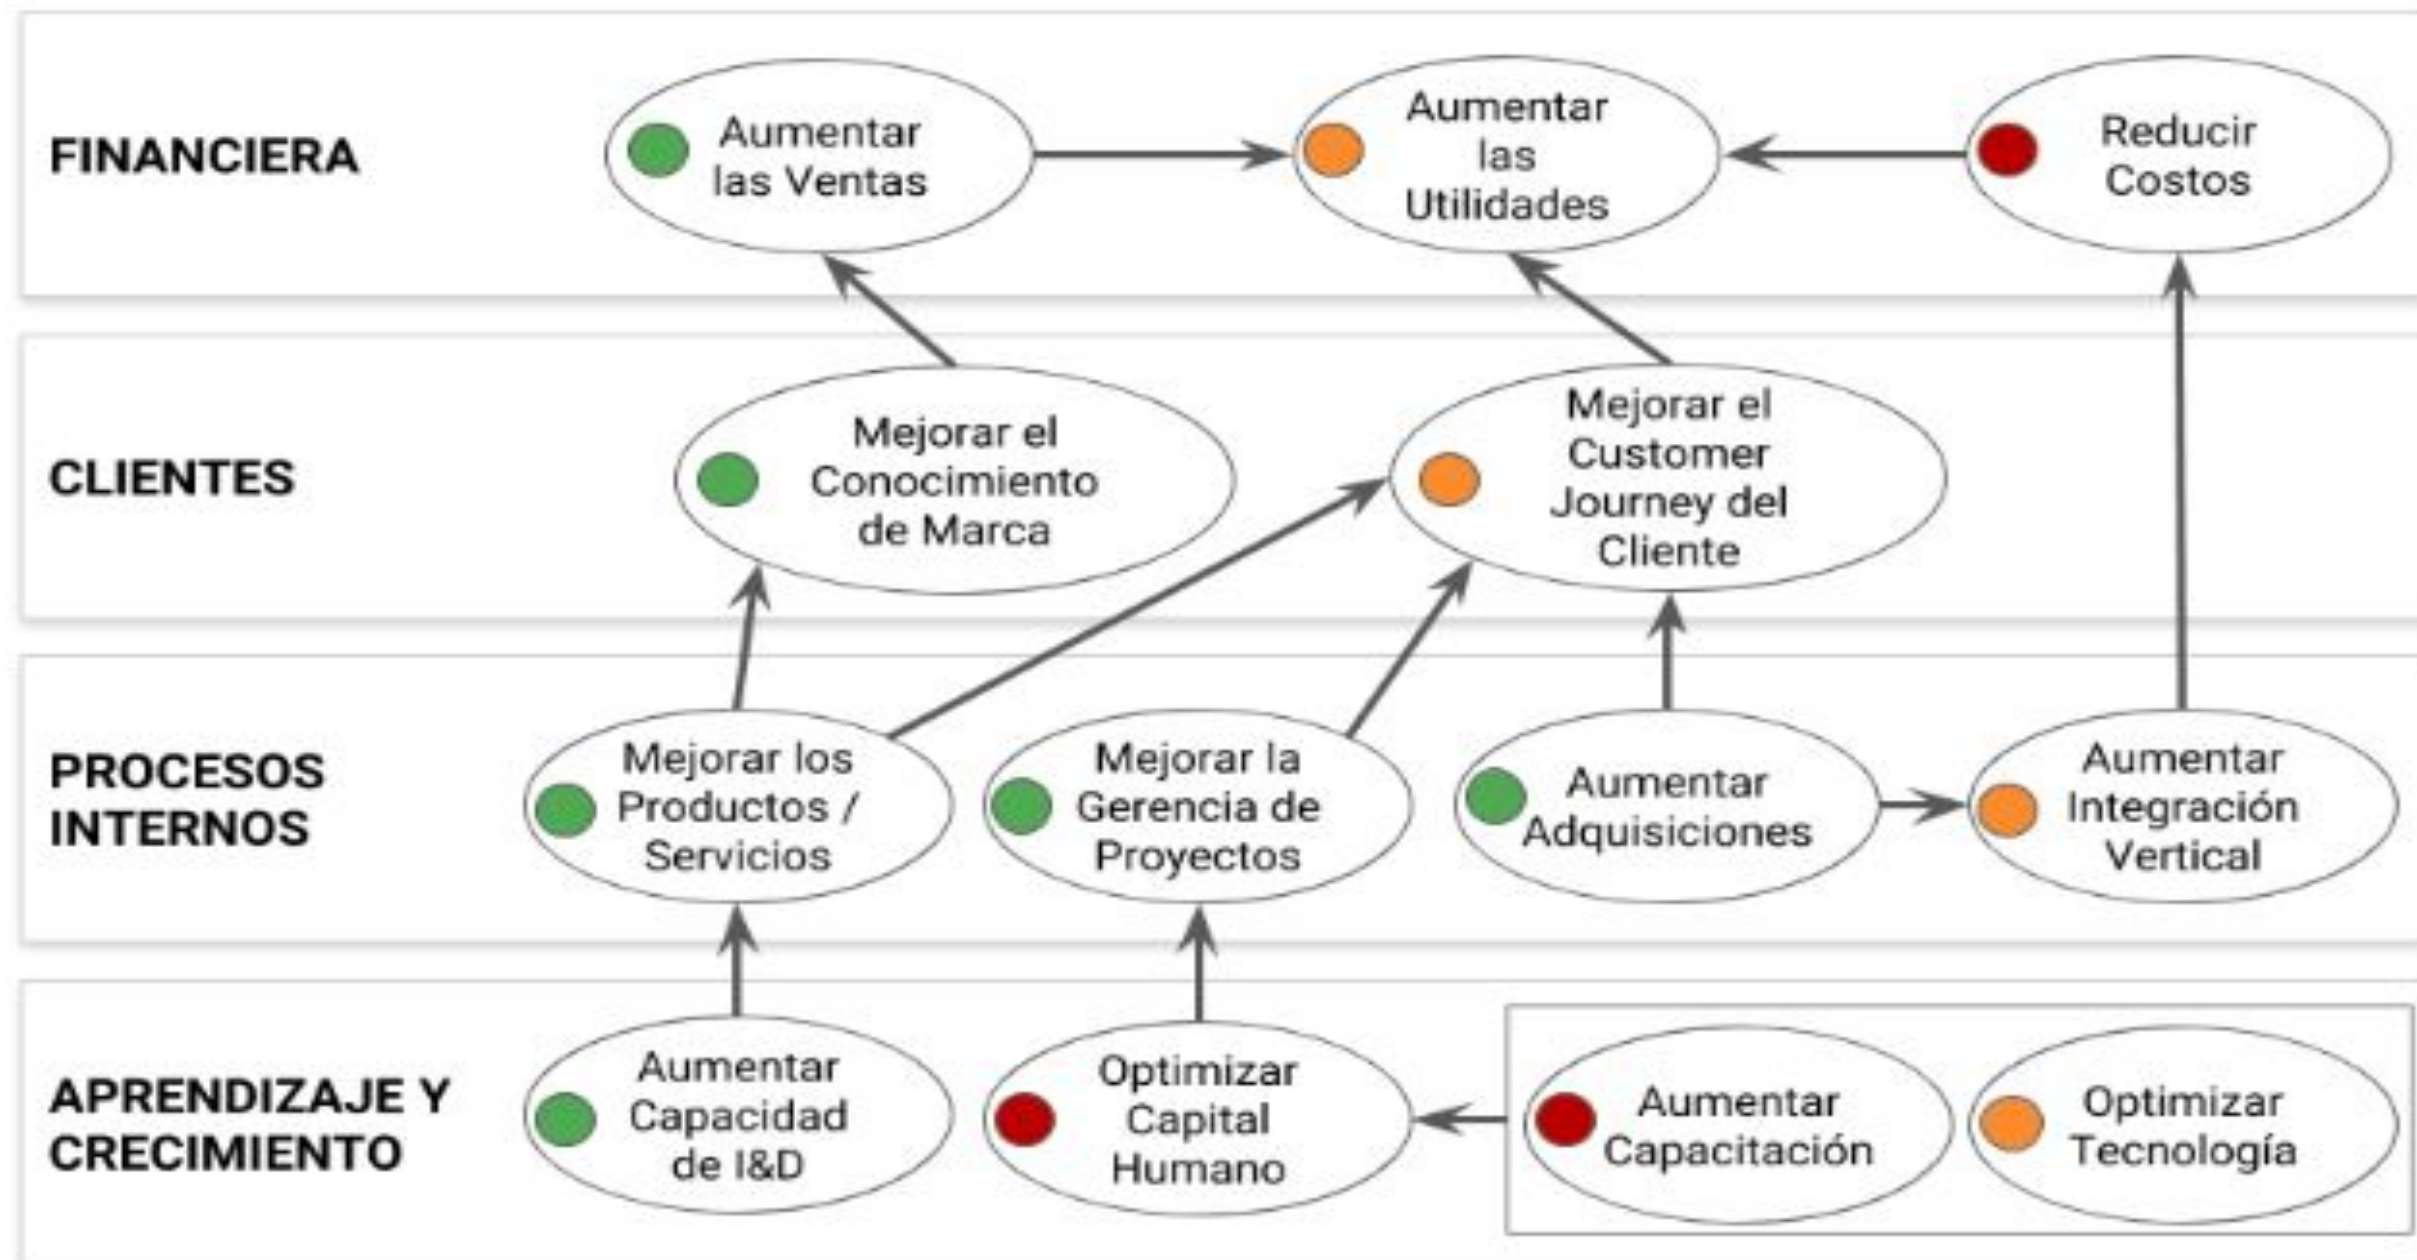 FINANCIERA
Aumentar
las Ventas
Aumentar
las
Utilidades
Reducir
Costos
CLIENTES
Mejorar el
Conocimiento
de Marca
Mejorar el
Customer
Journey del
Cliente
PROCESOS
INTERNOS
Mejorar los
Productos /
Servicios
Mejorar la
Gerencia de
Proyectos
Aumentar
Adquisiciones
Aumentar
Integración
Vertical
APRENDIZAJE Y
CRECIMIENTO
Aumentar
Capacidad
de I&D
Optimizar
Capital
Humano
Aumentar
Capacitación
Optimizar
Tecnología